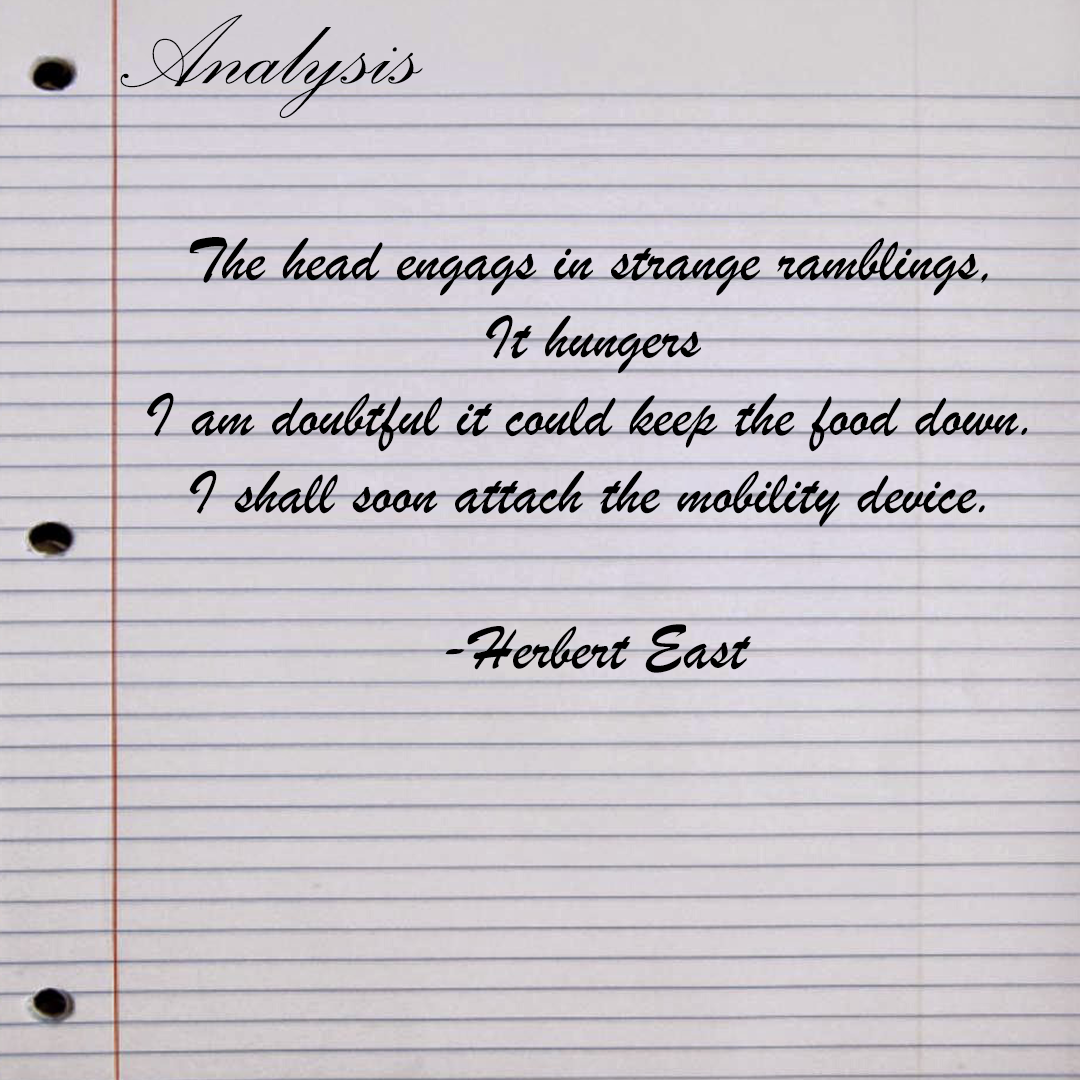 Analysis
The head engags in strange ramblings,
It hungers
I am doubtful it could keep the food down.
I shall soon attach the mobility device.
-Herbert East